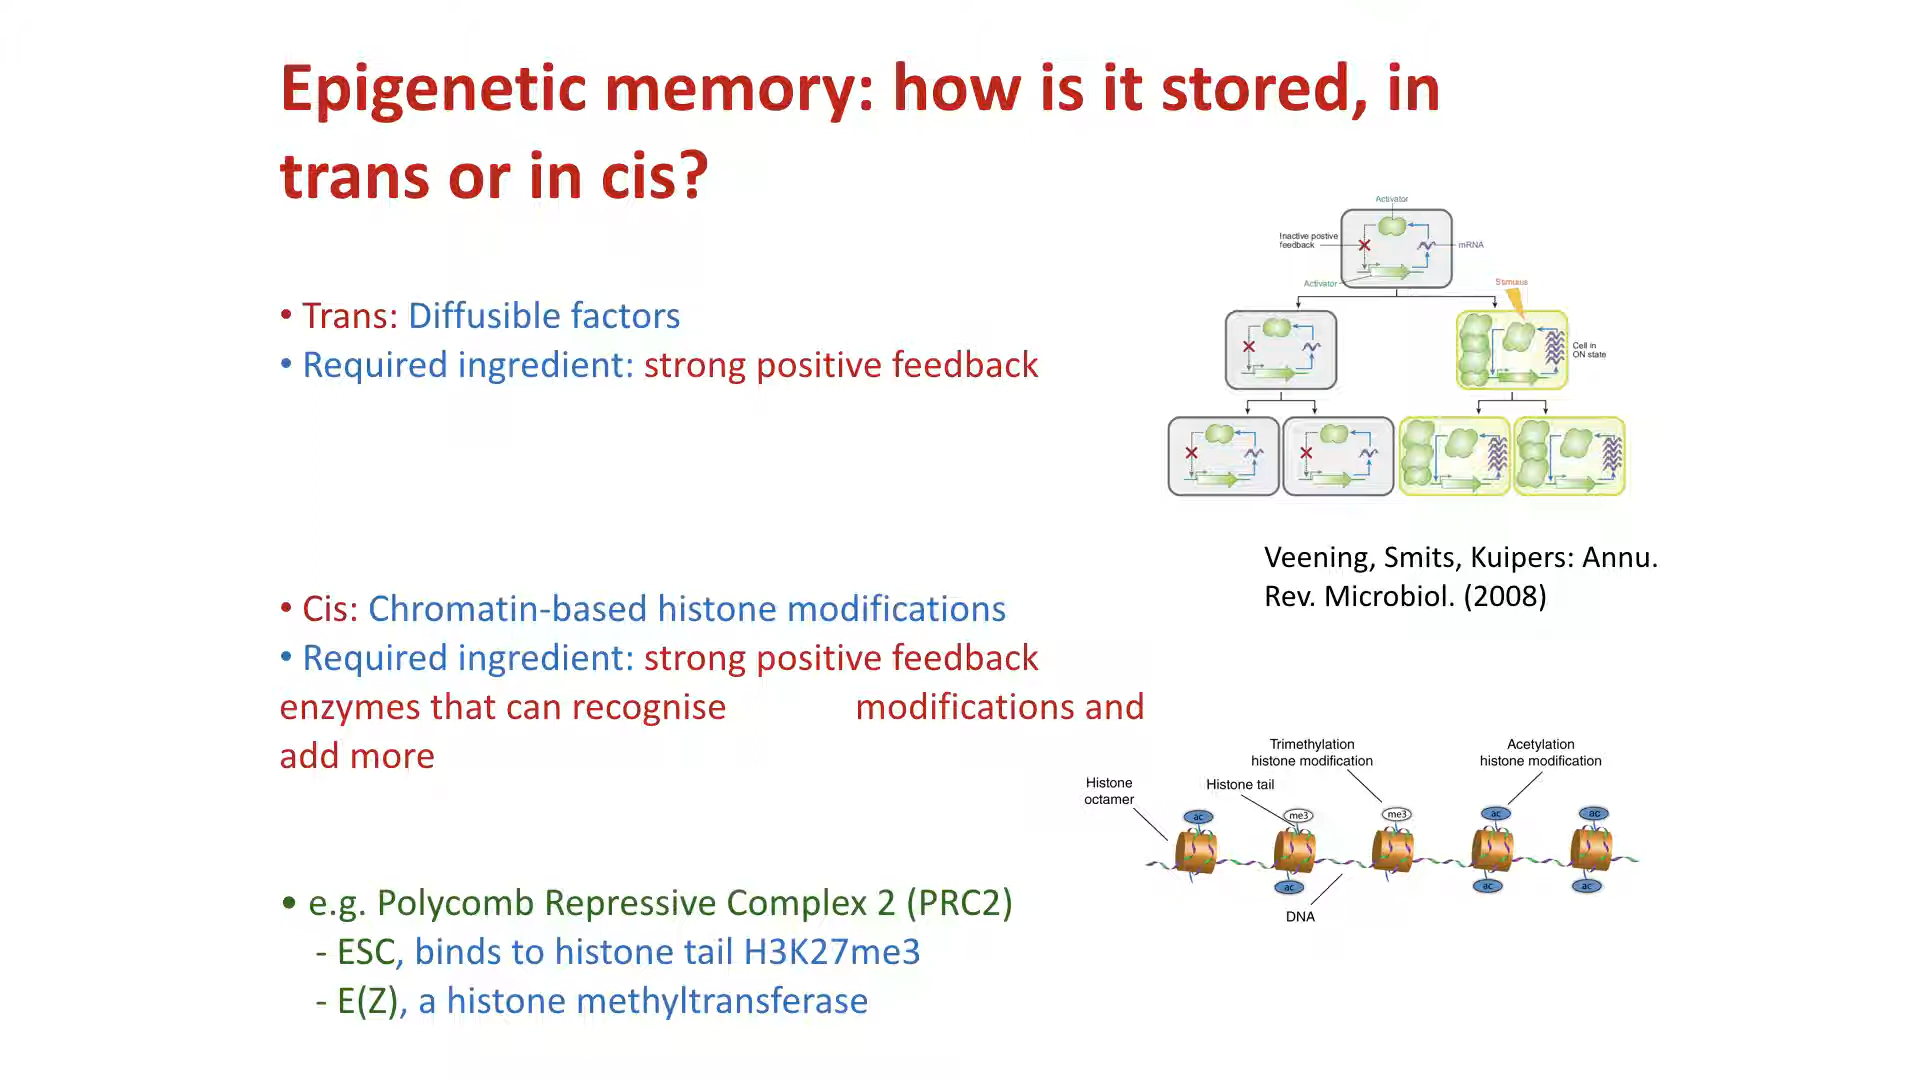 Epigenetic memory: how is it stored, in
trans or in cis?
• Trans: Diffusible factors
• Required ingredient: strong positive feedback
Activator
Inactive postive
feedback
mRNA
Activator
Stimulus
Cell in
ON state
Veening, Smits, Kuipers: Annu.
Rev. Microbiol. (2008)
• Cis: Chromatin-based histone modifications
• Required ingredient: strong positive feedback
enzymes that can recognise modifications and
add more
Trimethylation
histone modification
Acetylation
histone modification
Histone
octamer
Histone tail
ac
me3
me3
ac
ac
ac
ac
ac
DNA
• e.g. Polycomb Repressive Complex 2 (PRC2)
- ESC, binds to histone tail H3K27me3
- E(Z), a histone methyltransferase